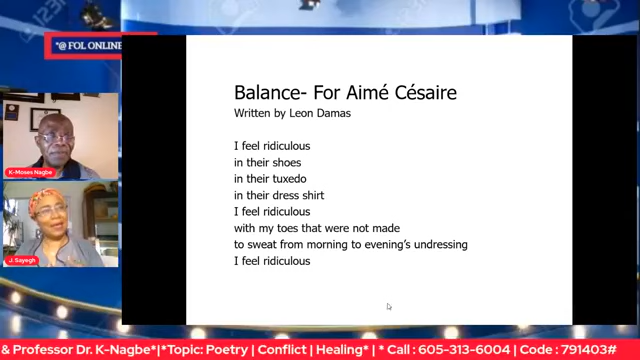 *@ FOL ONLINE
Balance- For Aimé Césaire
Written by Leon Damas
I feel ridiculous
in their shoes
in their tuxedo
in their dress shirt
I feel ridiculous
with my toes that were not made
to sweat from morning to evening’s undressing
I feel ridiculous
K-Moses Nagbe
J. Sayegh
& Professor Dr. K-Nagbe*|*Topic: Poetry | Conflict | Healing* | * Call : 605-313-6004 | Code : 791403#